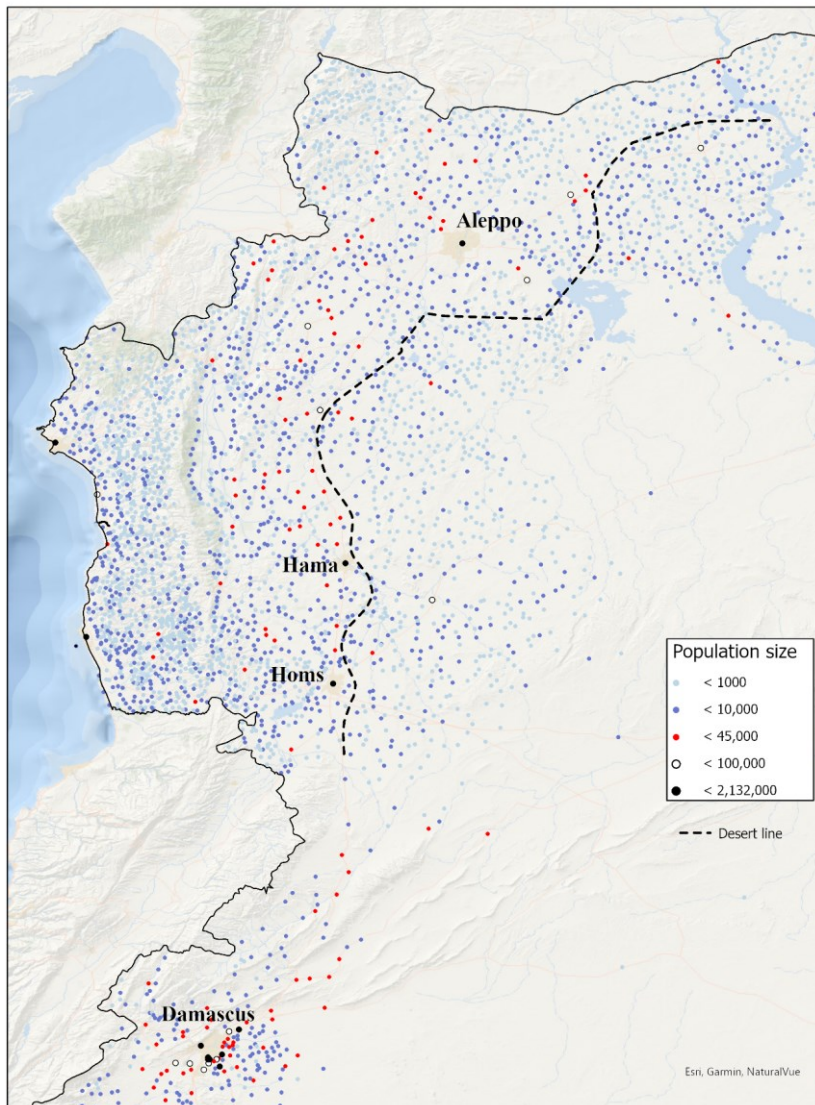 Aleppo
Hama
Homs
Population size
< 1000
< 10,000
< 45,000
< 100,000
< 2,132,000
Desert line
Damascus
Esri, Garmin, NaturalVue